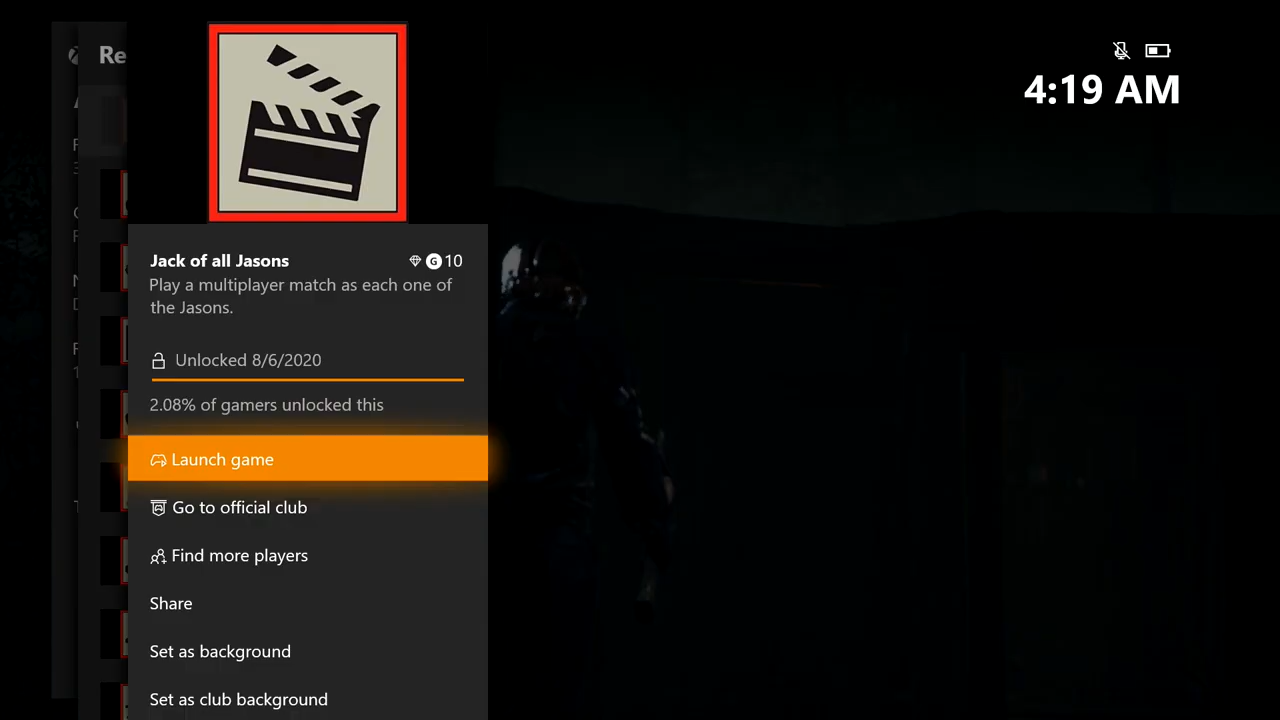 Re
4:19 AM
Jack of all Jasons
G 10
Play a multiplayer match as each one of
the Jasons.
Unlocked 8/6/2020
2.08% of gamers unlocked this
Launch game
Go to official club
Find more players
Share
Set as background
Set as club background